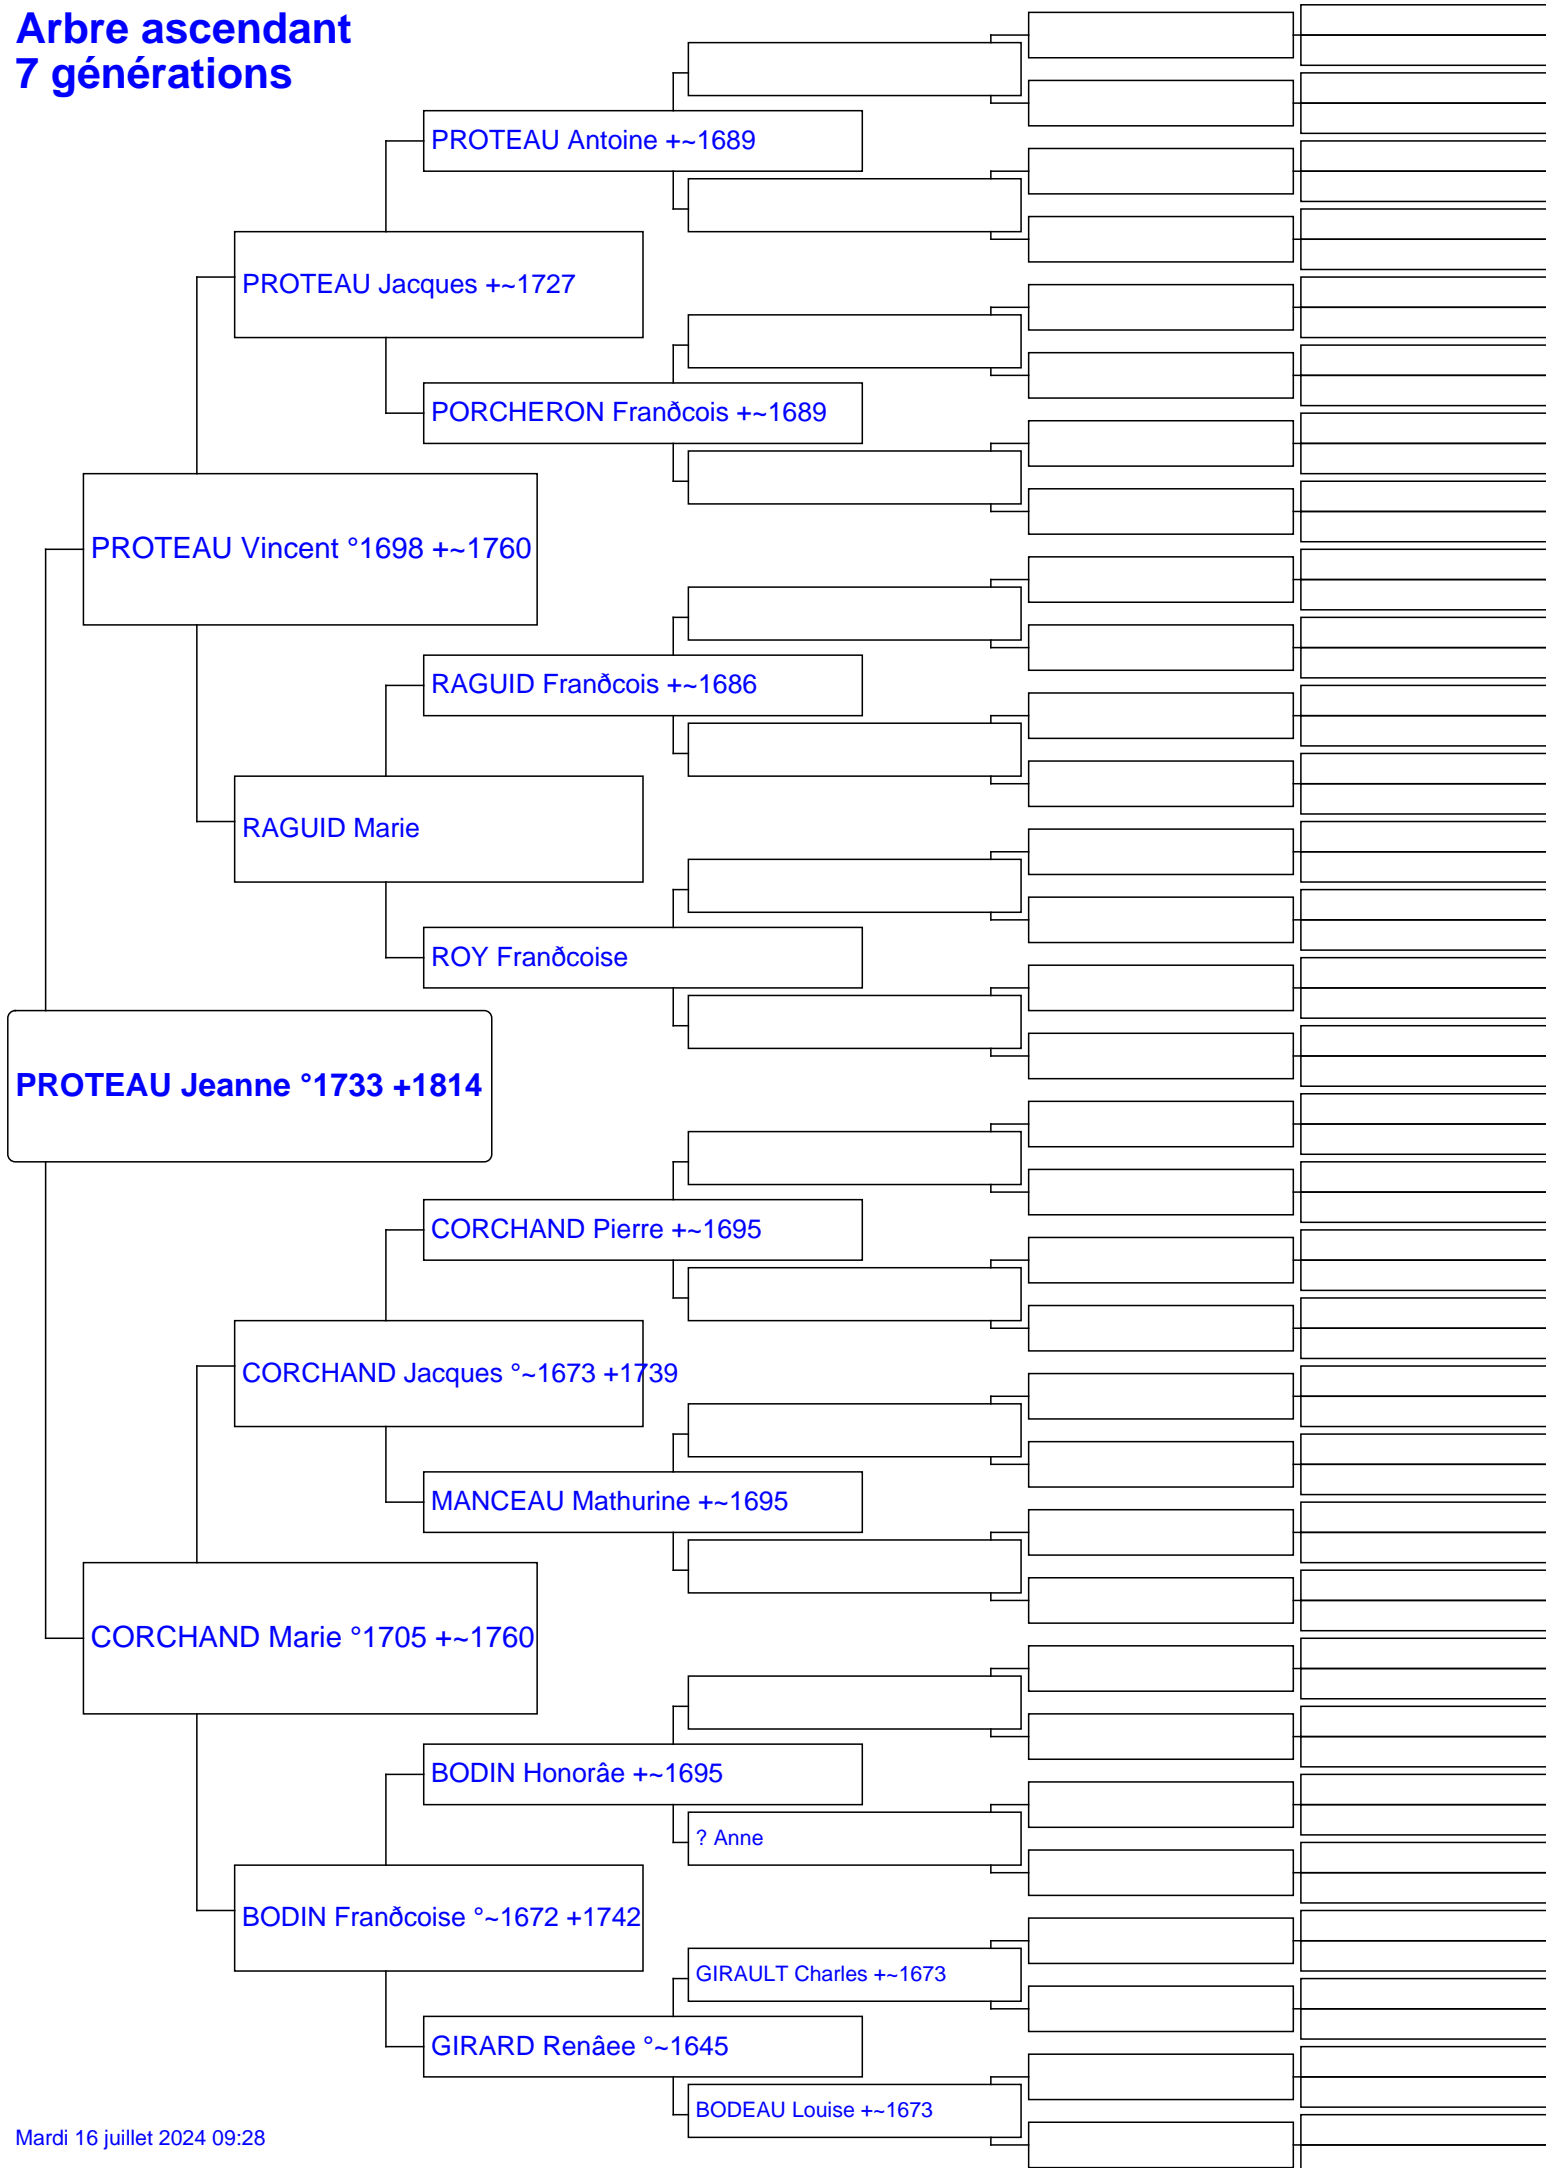 Arbre ascendant
7 générations
PROTEAU Antoine +~1689
PROTEAU Jacques +~1727
PORCHERON Franðcois +~1689
PROTEAU Vincent °1698 +~1760
RAGUID Franðcois +~1686
RAGUID Marie
ROY Franðcoise
PROTEAU Jeanne °1733 +1814
CORCHAND Pierre +~1695
CORCHAND Jacques °~1673 +1739
MANCEAU Mathurine +~1695
CORCHAND Marie °1705 +~1760
BODIN Honorâe +~1695
? Anne
BODIN Franðcoise °~1672 +1742
GIRAULT Charles +~1673
GIRARD Renâee °~1645
BODEAU Louise +~1673
Mardi 16 juillet 2024 09:28